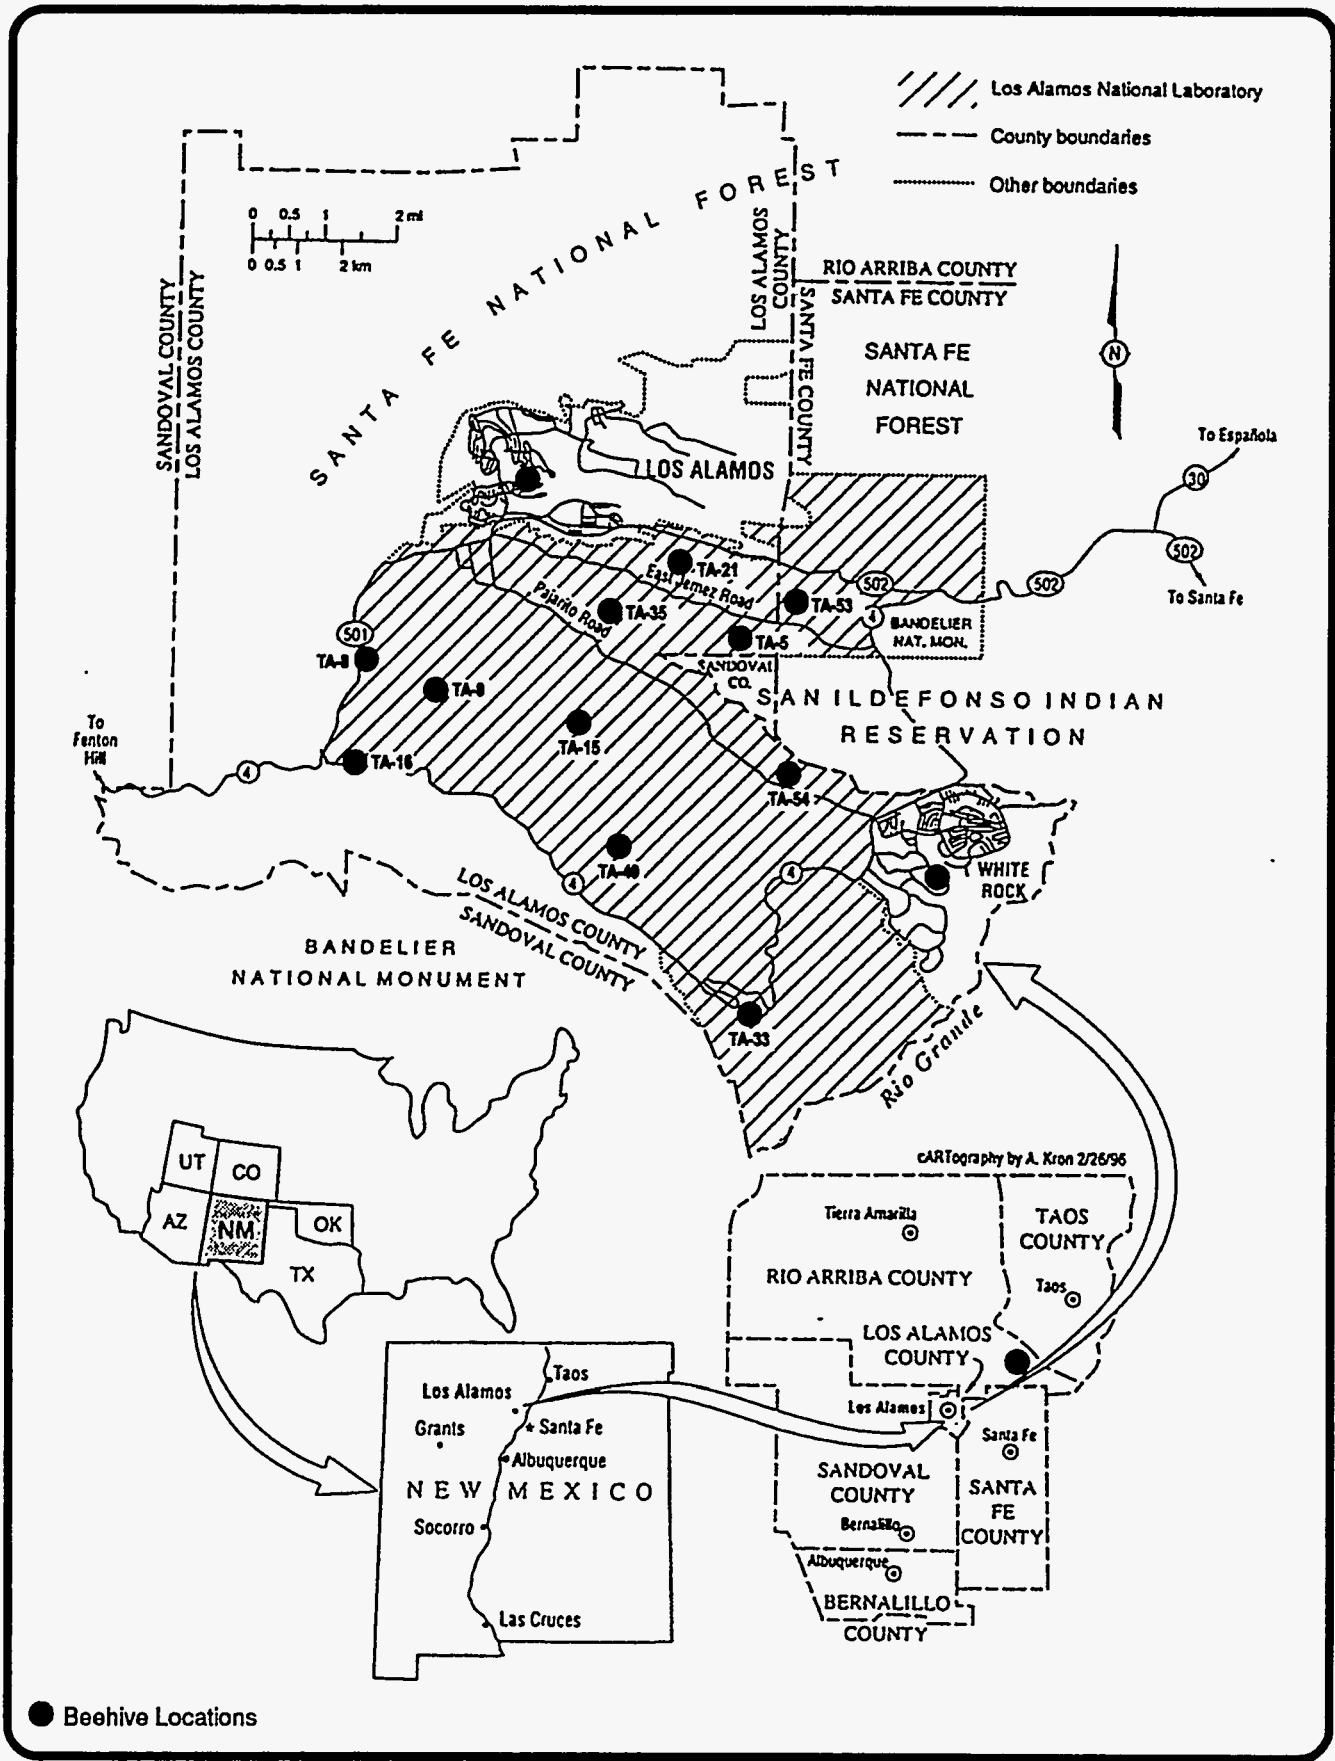 Los Alamos National Laboratory
County boundaries
Other boundaries
0 0.5 1 2 mi
0 0.5 1 2 km
SANTA FE NATIONAL FOREST
SANDOVAL COUNTY
LOS ALAMOS COUNTY
LOS ALAMOS
COUNTY
RIO ARRIBA COUNTY
SANTA FE COUNTY
SANTA FE COUNTY
SANTA FE
NATIONAL
FOREST
N
To Española
30
502
To Santa Fe
502
LOS ALAMOS
TA-21
East Jemez Road
502
TA-53
4
BANDELIER
NAT. MON.
Pajarito Road
TA-35
TA-5
501
TA-8
SANDOVAL
CO.
TA-9
SAN ILDEFONSO INDIAN
RESERVATION
To
Fenton
Hill
4
TA-16
TA-15
TA-54
TA-49
4
4
WHITE
ROCK
LOS ALAMOS COUNTY
SANDOVAL COUNTY
BANDELIER
NATIONAL MONUMENT
TA-33
Rio Grande
cARTography by A. Kron 2/26/96
UT
CO
AZ
NM
OK
TX
Tierra Amarilla
TAOS
COUNTY
RIO ARRIBA COUNTY
Taos
LOS ALAMOS
COUNTY
Los Alamos
Santa Fe
SANDOVAL
COUNTY
SANTA
FE
COUNTY
Bernalillo
Albuquerque
BERNALILLO
COUNTY
Taos
Los Alamos
Grants
Santa Fe
Albuquerque
NEW MEXICO
Socorro
Las Cruces
Beehive Locations